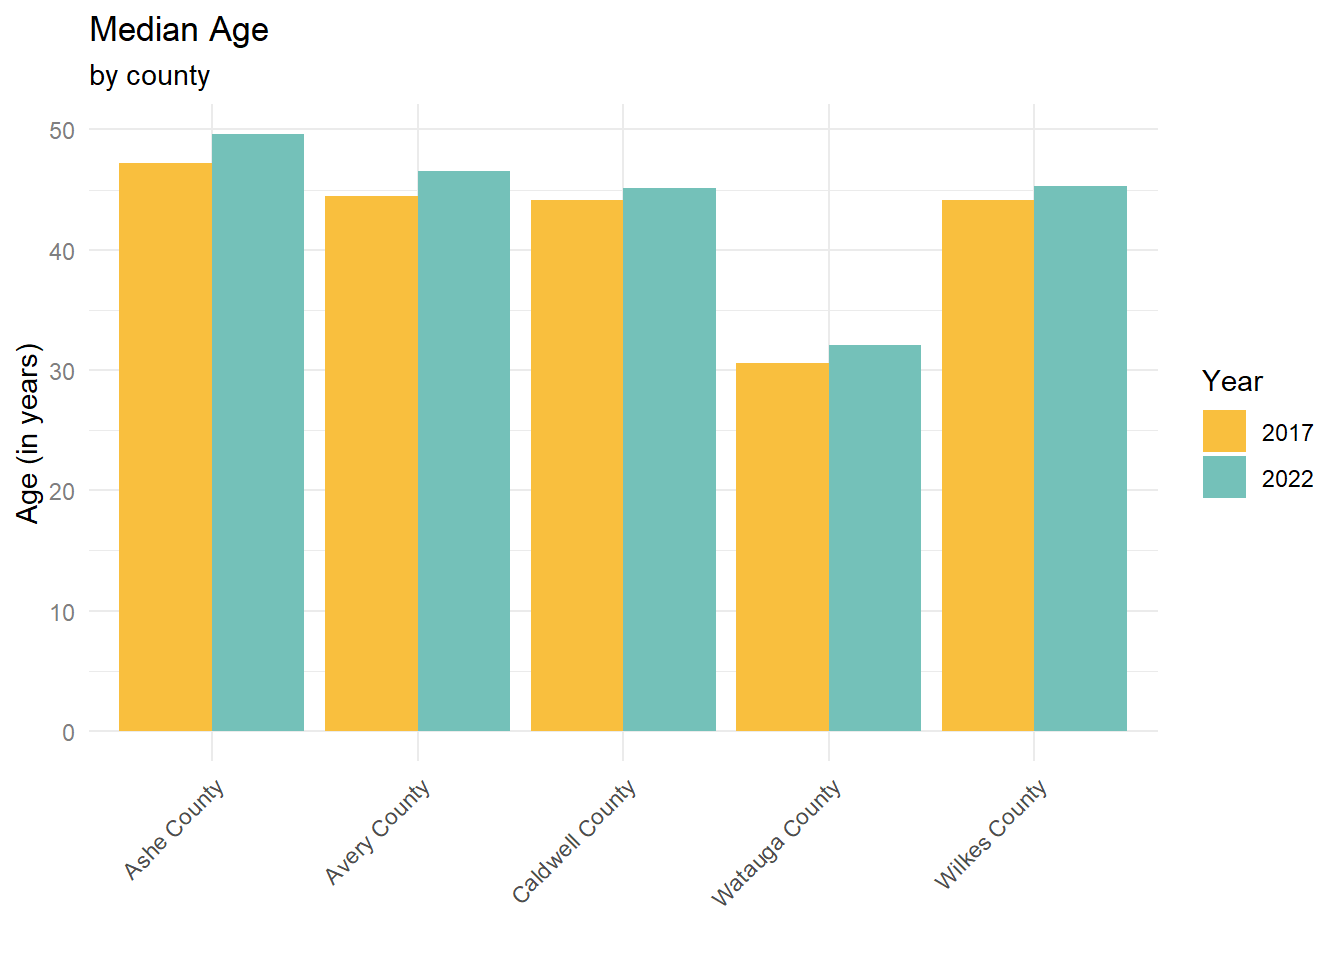 Median Age
by county
Age (in years)
50
40
30
20
10
0
Ashe County
Avery County
Caldwell County
Watauga County
Wilkes County
Year
2017
2022